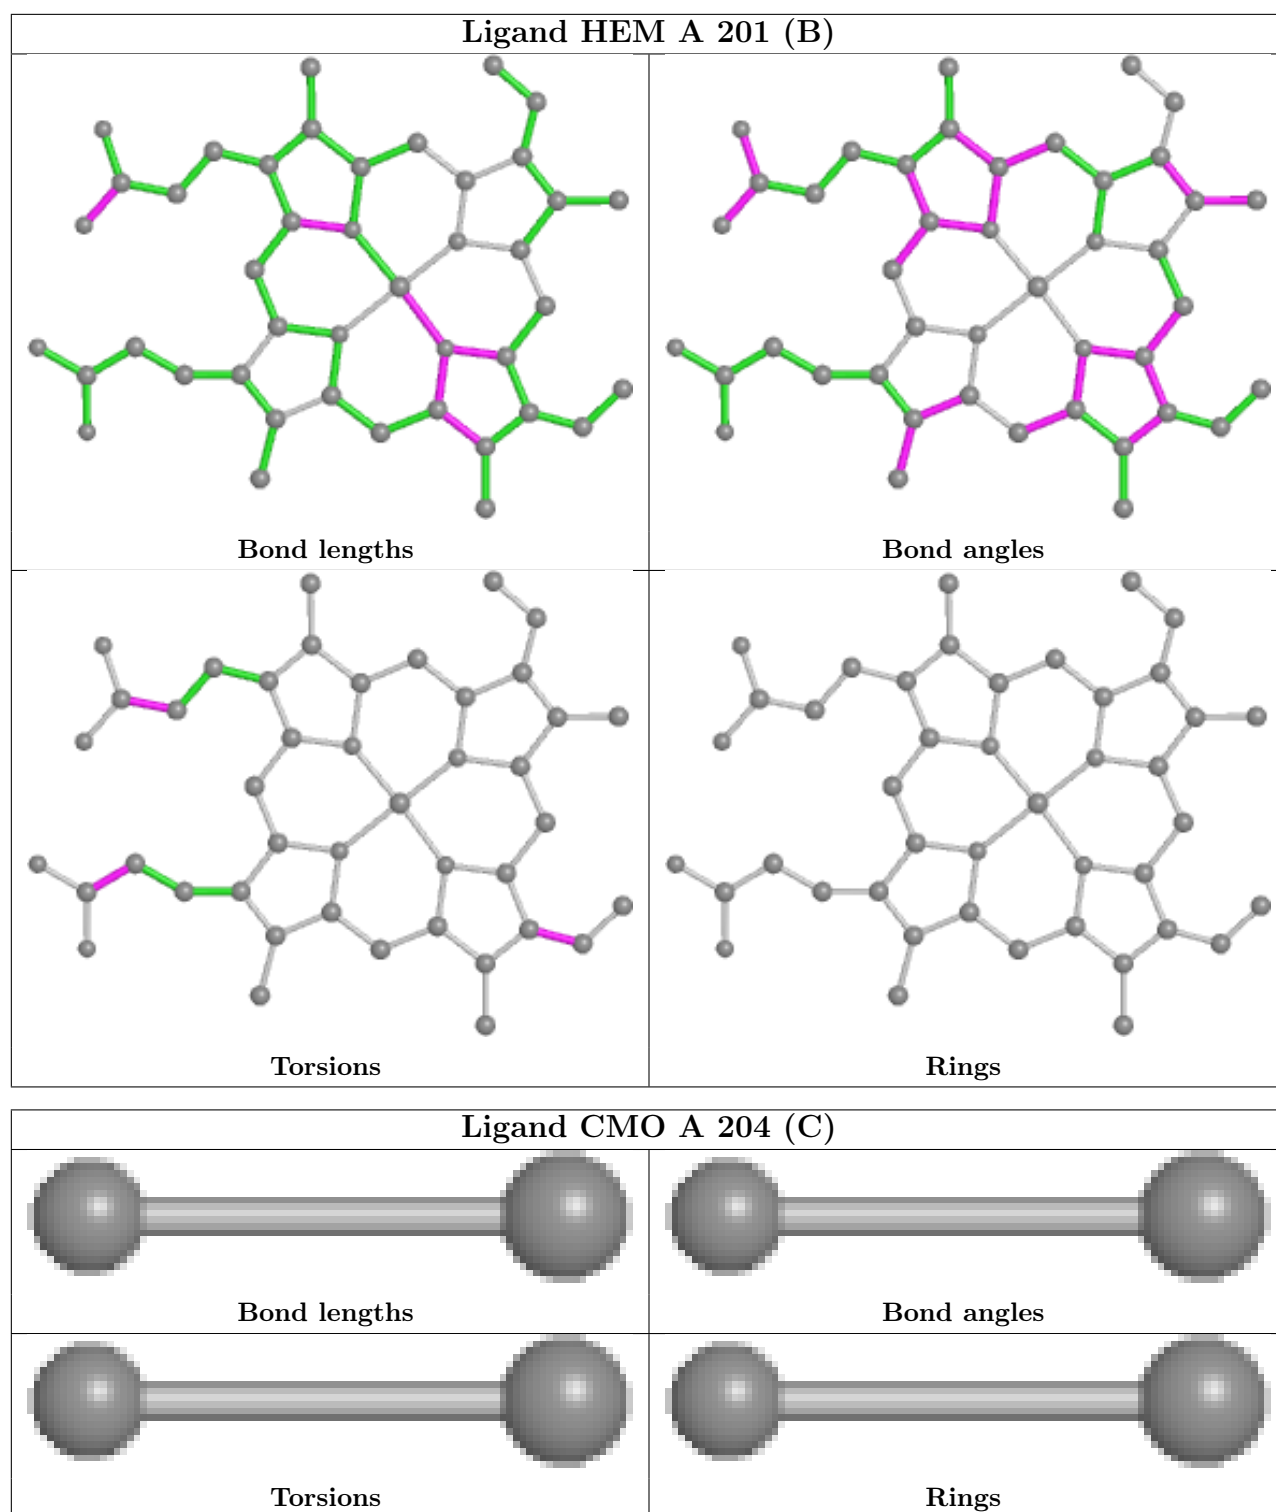 Ligand HEM A 201 (B)
Bond lengths
Bond angles
Torsions
Rings
Ligand CMO A 204 (C)
Bond lengths
Bond angles
Torsions
Rings